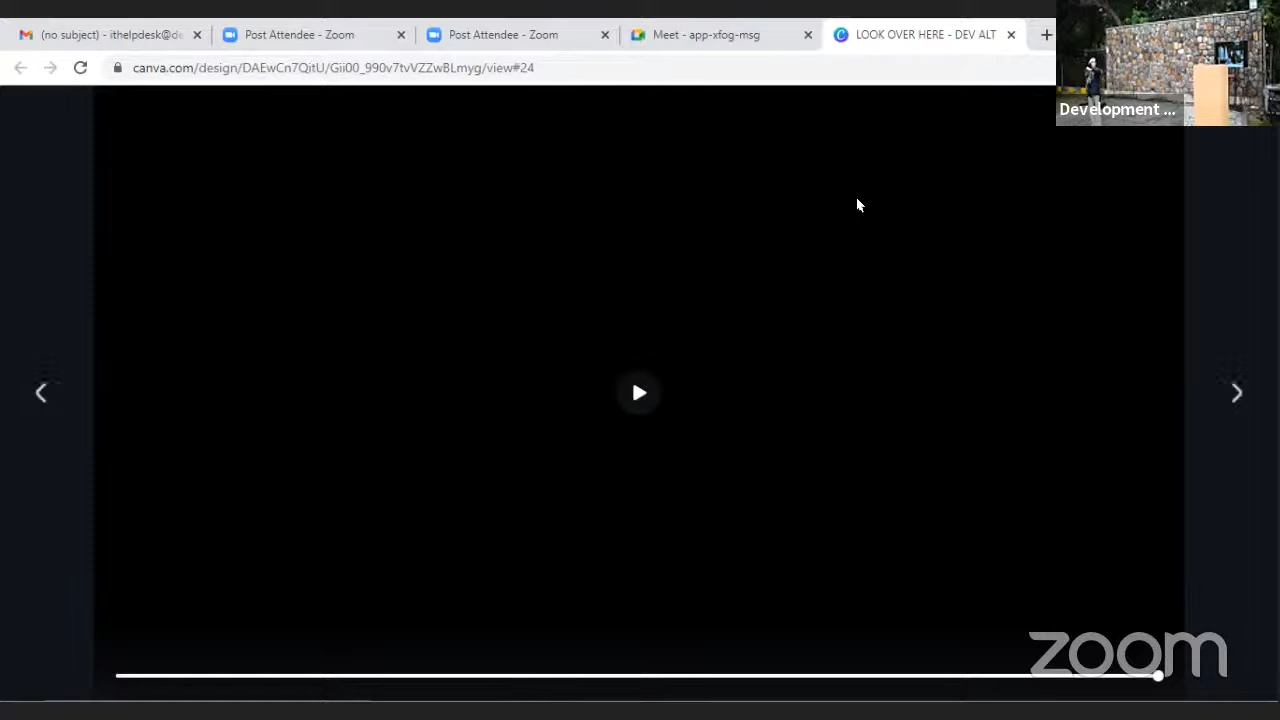 (no subject) - ithelpdesk@de
Post Attendee - Zoom
Post Attendee - Zoom
Meet - app-xfog-msg
LOOK OVER HERE - DEV ALT
canva.com/design/DAEwCn7QitU/Gii00_990v7tvVZZwBLmyg/view#24
Development ...
zoom